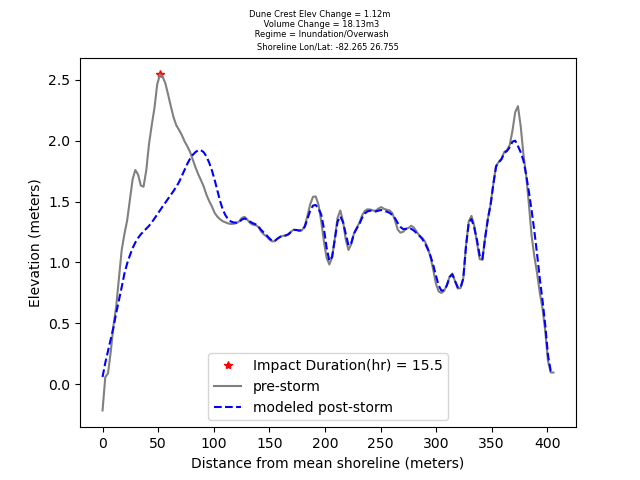 Dune Crest Elev Change = 1.12m
Volume Change = 18.13m3
Regime = Inundation/Overwash
Shoreline Lon/Lat: -82.265 26.755
2.5
2.0
1.5
1.0
0.5
0.0
Elevation (meters)
Impact Duration(hr) = 15.5
pre-storm
modeled post-storm
0 50 100 150 200 250 300 350 400
Distance from mean shoreline (meters)